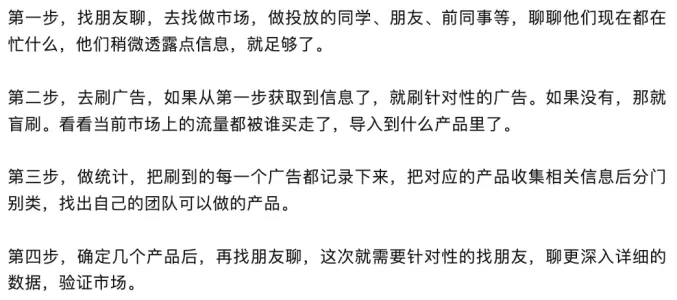 第一步，找朋友聊，去找做市场，做投放的同学、朋友、前同事等，聊聊他们现在都在
忙什么，他们稍微透露点信息，就足够了。
第二步，去刷广告，如果从第一步获取到信息了，就刷针对性的广告。如果没有，那就
盲刷。看看当前市场上的流量都被谁买走了，导入到什么产品里了。
第三步，做统计，把刷到的每一个广告都记录下来，把对应的产品收集相关信息后分门
别类，找出自己的团队可以做的产品。
第四步，确定几个产品后，再找朋友聊，这次就需要针对性的找朋友，聊更深入详细的
数据，验证市场。